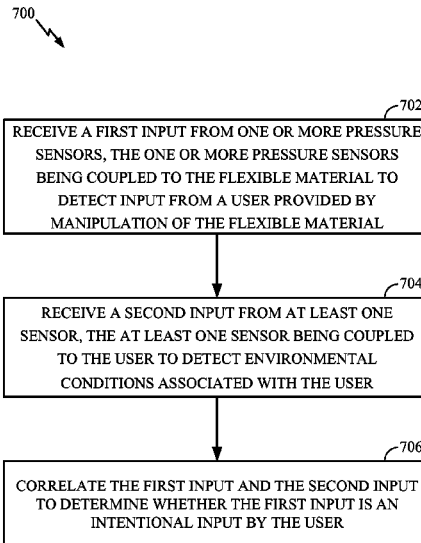 700
702
RECEIVE A FIRST INPUT FROM ONE OR MORE PRESSURE
SENSORS, THE ONE OR MORE PRESSURE SENSORS
BEING COUPLED TO THE FLEXIBLE MATERIAL TO
DETECT INPUT FROM A USER PROVIDED BY
MANIPULATION OF THE FLEXIBLE MATERIAL
704
RECEIVE A SECOND INPUT FROM AT LEAST ONE
SENSOR, THE AT LEAST ONE SENSOR BEING COUPLED
TO THE USER TO DETECT ENVIRONMENTAL
CONDITIONS ASSOCIATED WITH THE USER
706
CORRELATE THE FIRST INPUT AND THE SECOND INPUT
TO DETERMINE WHETHER THE FIRST INPUT IS AN
INTENTIONAL INPUT BY THE USER